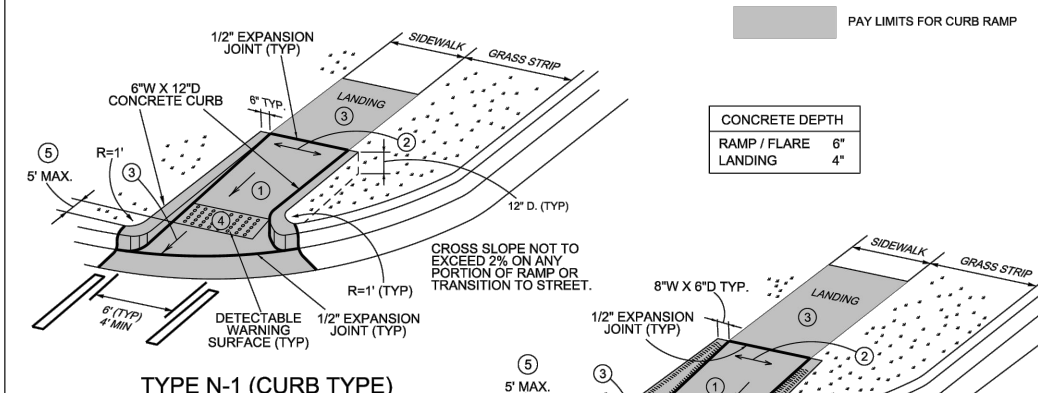 PAY LIMITS FOR CURB RAMP
CONCRETE DEPTH
RAMP / FLARE 6"
LANDING 4"
1/2" EXPANSION
JOINT (TYP)
SIDEWALK
GRASS STRIP
6"W X 12"D
CONCRETE CURB
6" TYP.
LANDING
3
2
5
5' MAX.
R=1'
3
1
4
12" D. (TYP)
R=1' (TYP)
CROSS SLOPE NOT TO
EXCEED 2% ON ANY
PORTION OF RAMP OR
TRANSITION TO STREET.
6' (TYP)
4' MIN
DETECTABLE
WARNING
SURFACE (TYP)
1/2" EXPANSION
JOINT (TYP)
TYPE N-1 (CURB TYPE)
SIDEWALK
GRASS STRIP
8"W X 6"D TYP.
1/2" EXPANSION
JOINT (TYP)
LANDING
3
2
5
5' MAX.
3
1